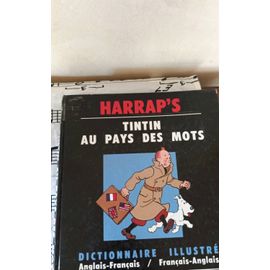 HARRAP'S
TINTIN
AU PAYS DES MOTS
DICTIONNAIRE ILLUSTRÉ
Anglais-Français / Français-Anglais